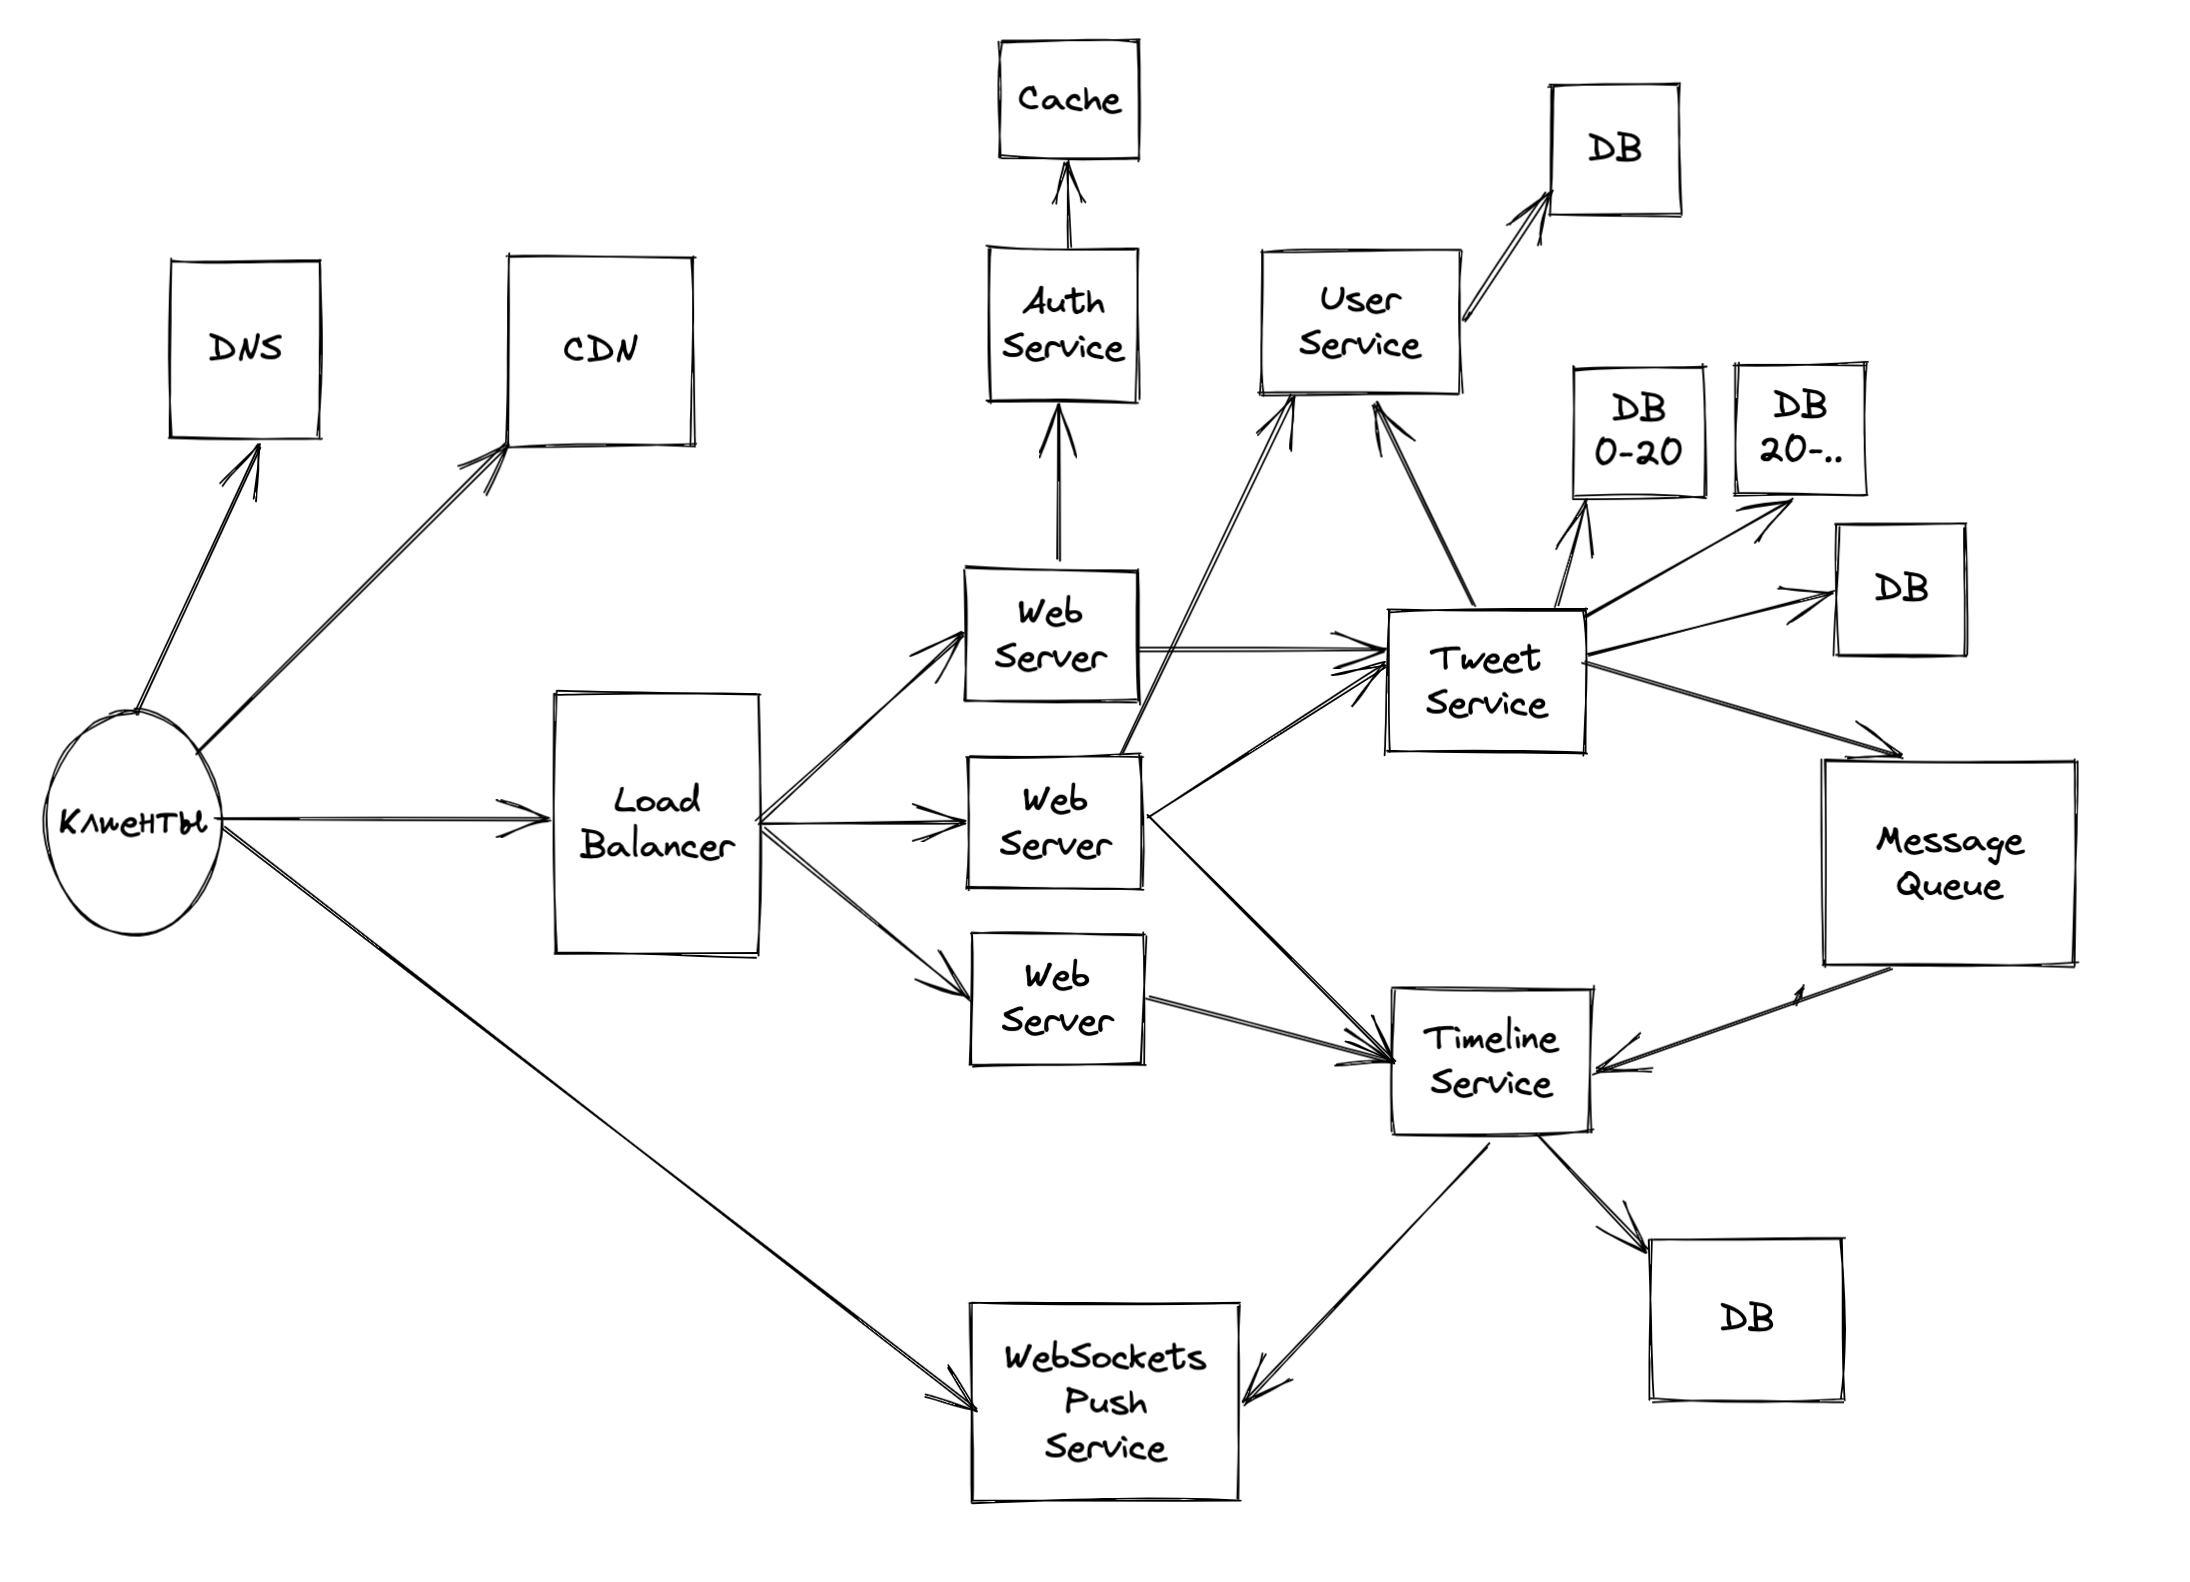 Cache
DB
DNS
CDN
Auth
Service
User
Service
DB
0-20
DB
20-..
DB
Web
Server
Tweet
Service
Клиенты
Load
Balancer
Web
Server
Message
Queue
Web
Server
Timeline
Service
DB
WebSockets
Push
Service